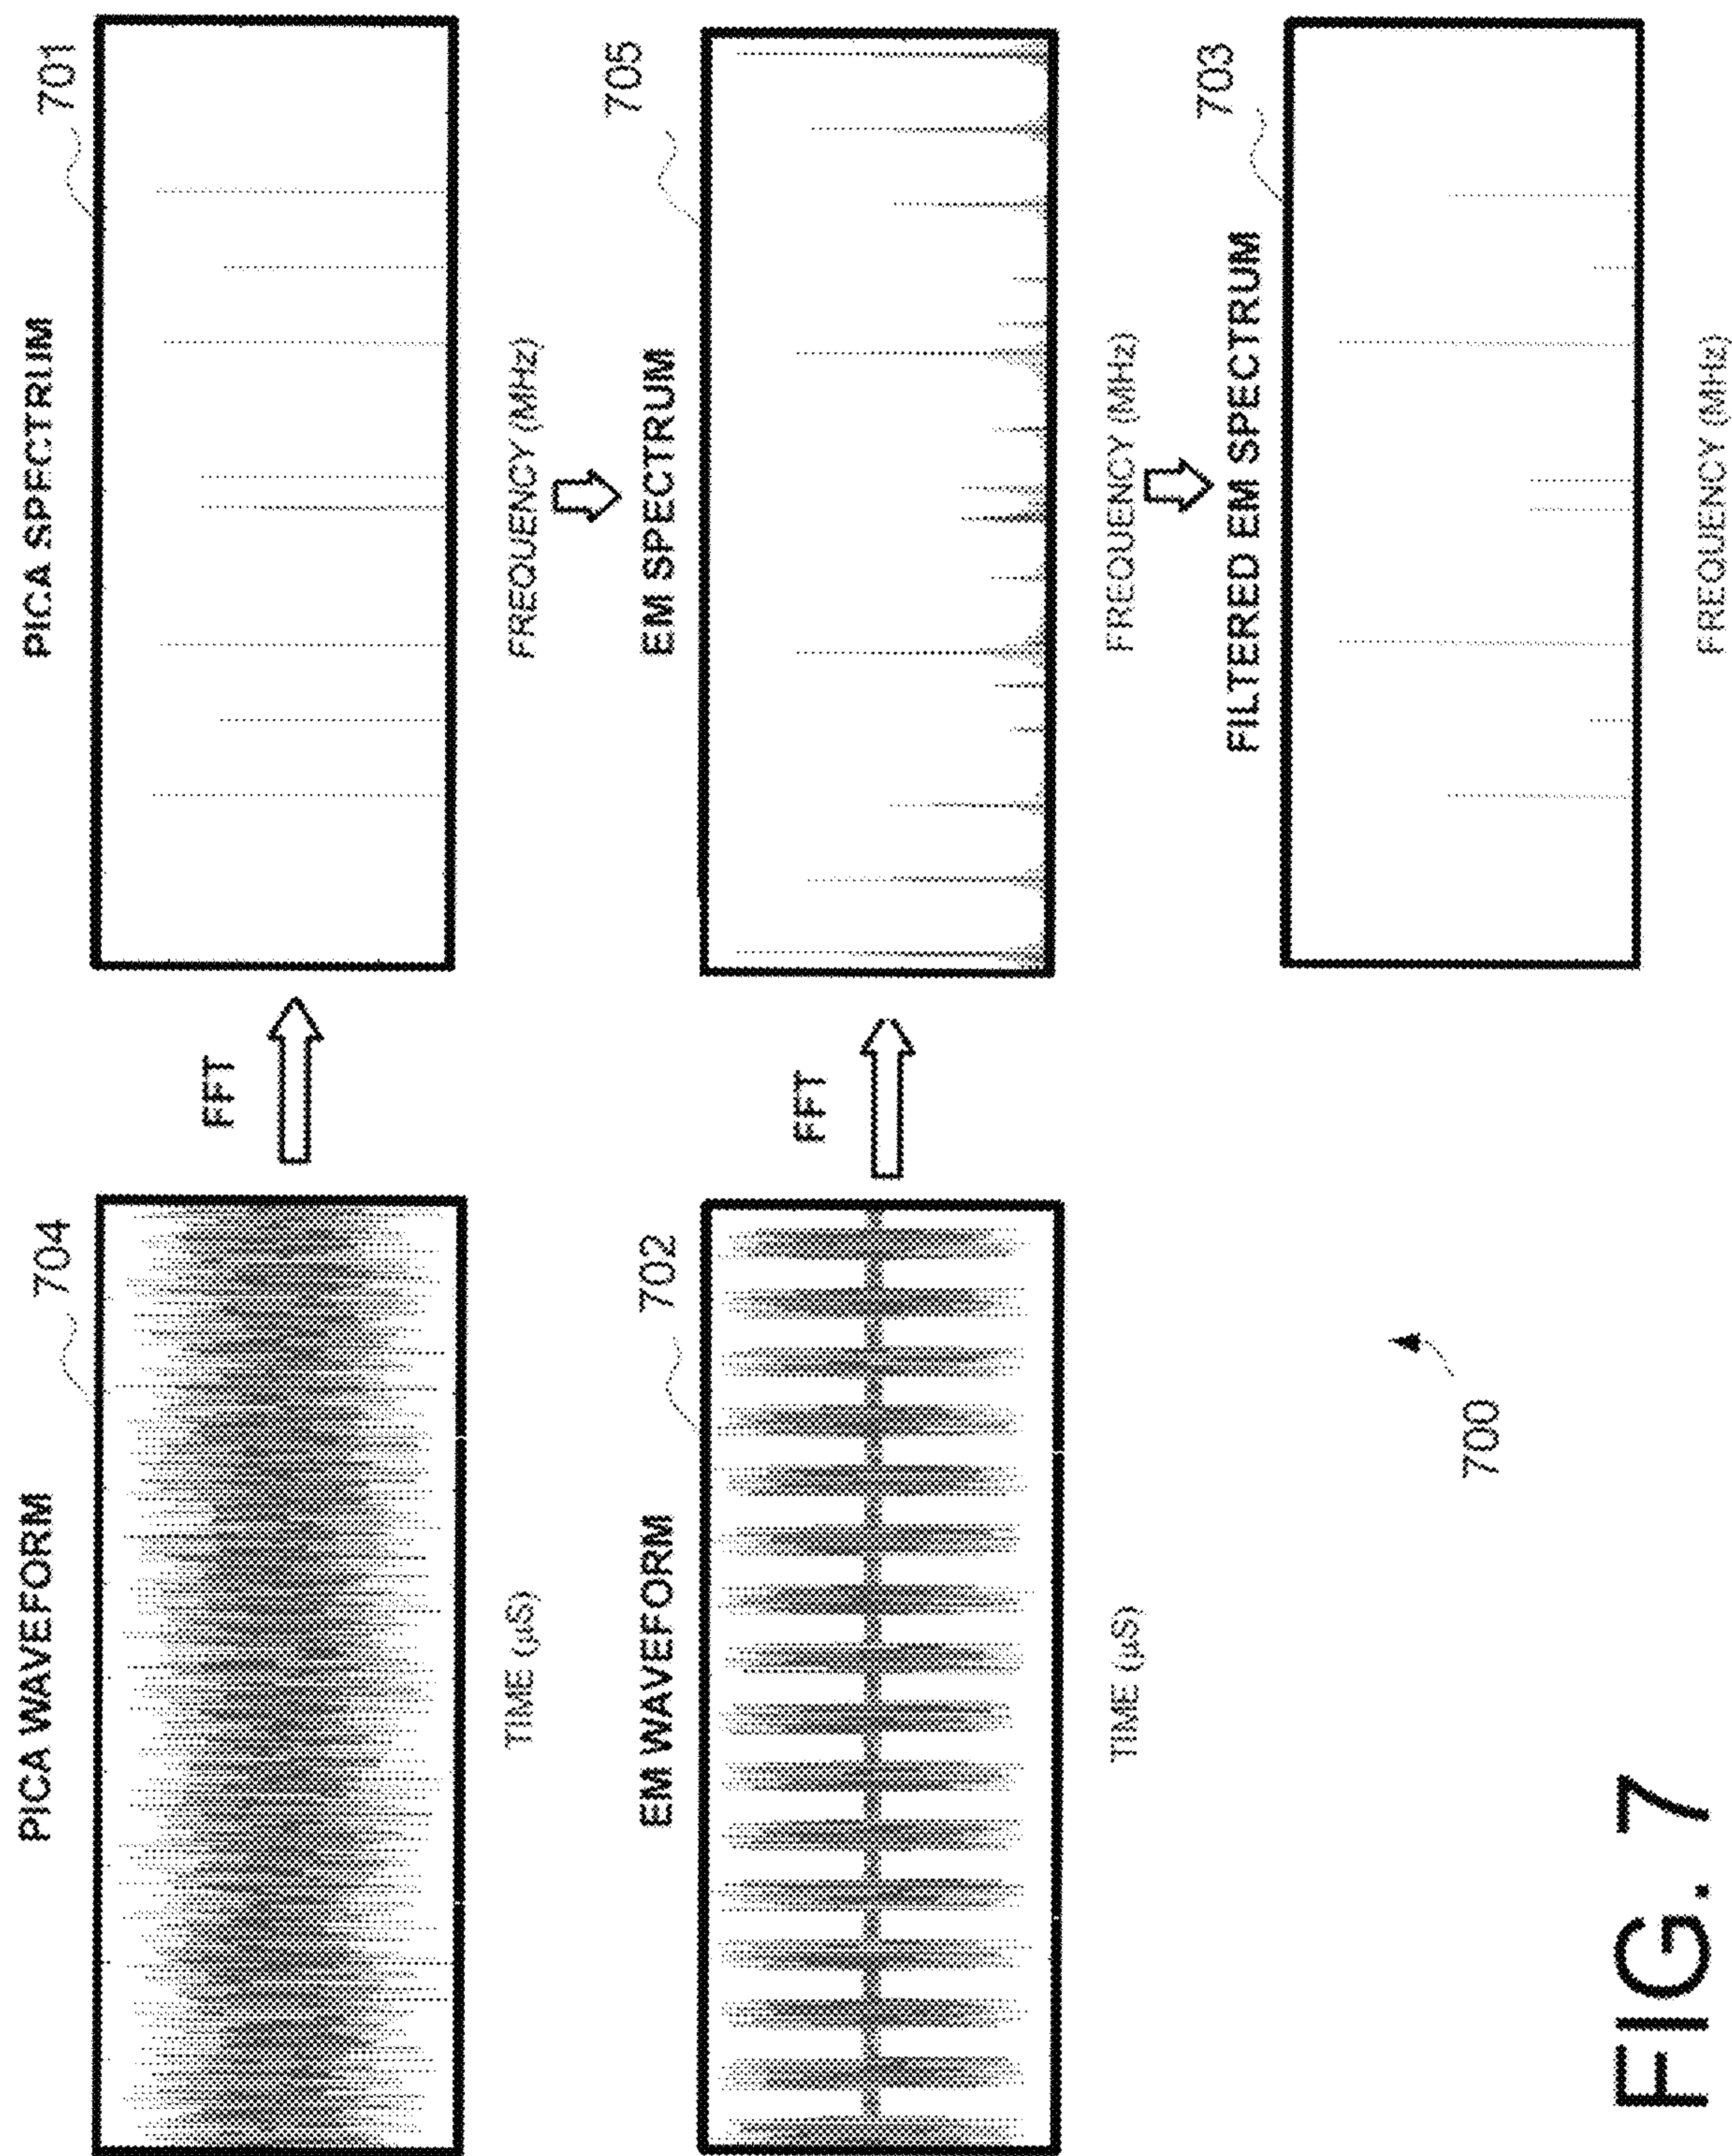 PICA WAVEFORM
704
TIME (µS)
FFT
PICA SPECTRUM
701
FREQUENCY (MHz)
EM WAVEFORM
702
TIME (µS)
FFT
EM SPECTRUM
705
FREQUENCY (MHz)
FILTERED EM SPECTRUM
703
FREQUENCY (MHz)
700
FIG. 7